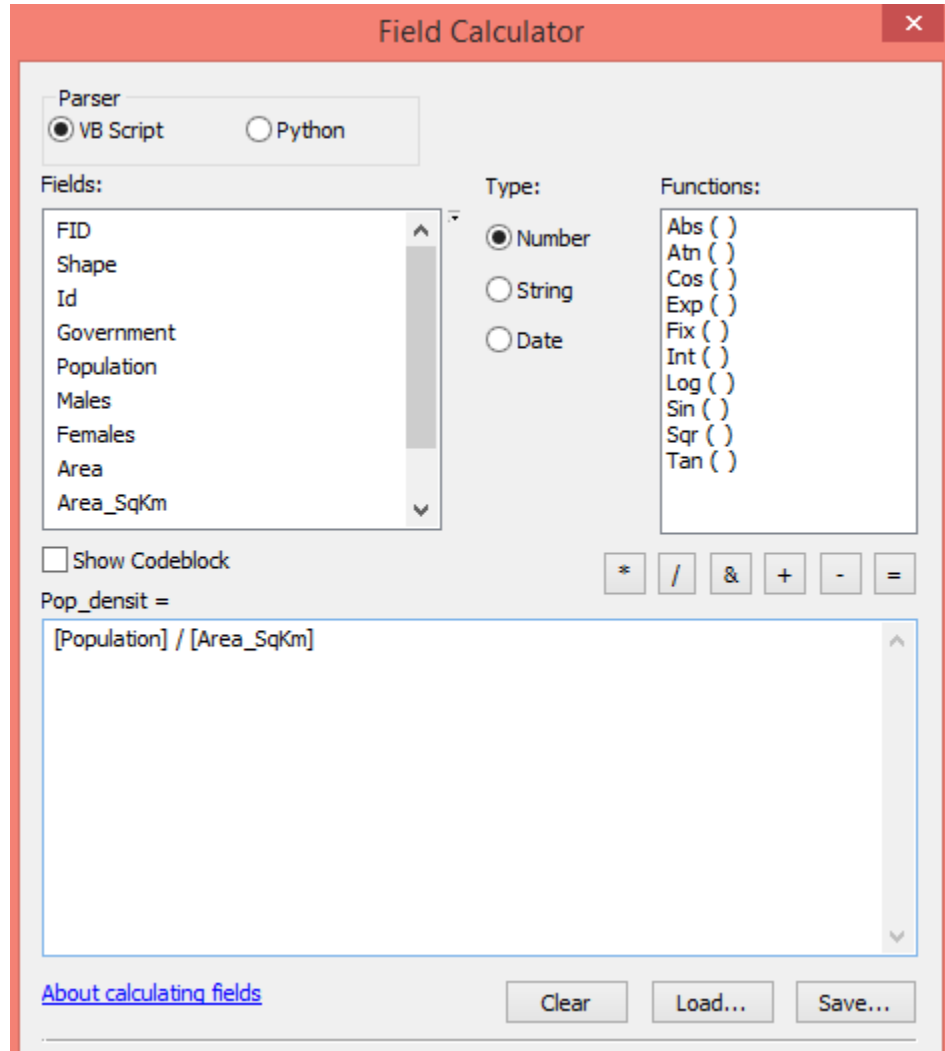 Field Calculator
Parser
VB Script
Python
Fields:
FID
Shape
Id
Government
Population
Males
Females
Area
Area_SqKm
Type:
Number
String
Date
Functions:
Abs ( )
Atn ( )
Cos ( )
Exp ( )
Fix ( )
Int ( )
Log ( )
Sin ( )
Sqr ( )
Tan ( )
Show Codeblock
* / & + - =
Pop_densit =
[Population] / [Area_SqKm]
About calculating fields
Clear
Load...
Save...